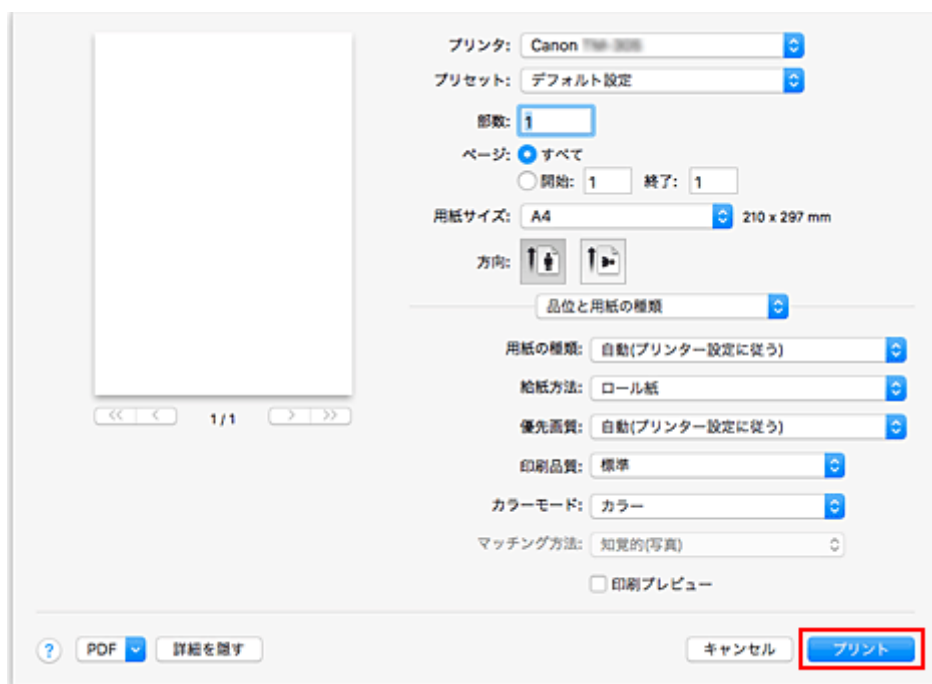 プリンタ: Canon
プリセット: デフォルト設定
部数: 1
ページ: すべて
開始: 1 終了: 1
用紙サイズ: A4 210 x 297 mm
方向:
品位と用紙の種類
用紙の種類: 自動(プリンター設定に従う)
給紙方法: ロール紙
優先画質: 自動(プリンター設定に従う)
印刷品質: 標準
カラーモード: カラー
マッチング方法: 知覚的(写真)
印刷プレビュー
1/1
? PDF 詳細を隠す キャンセル プリント